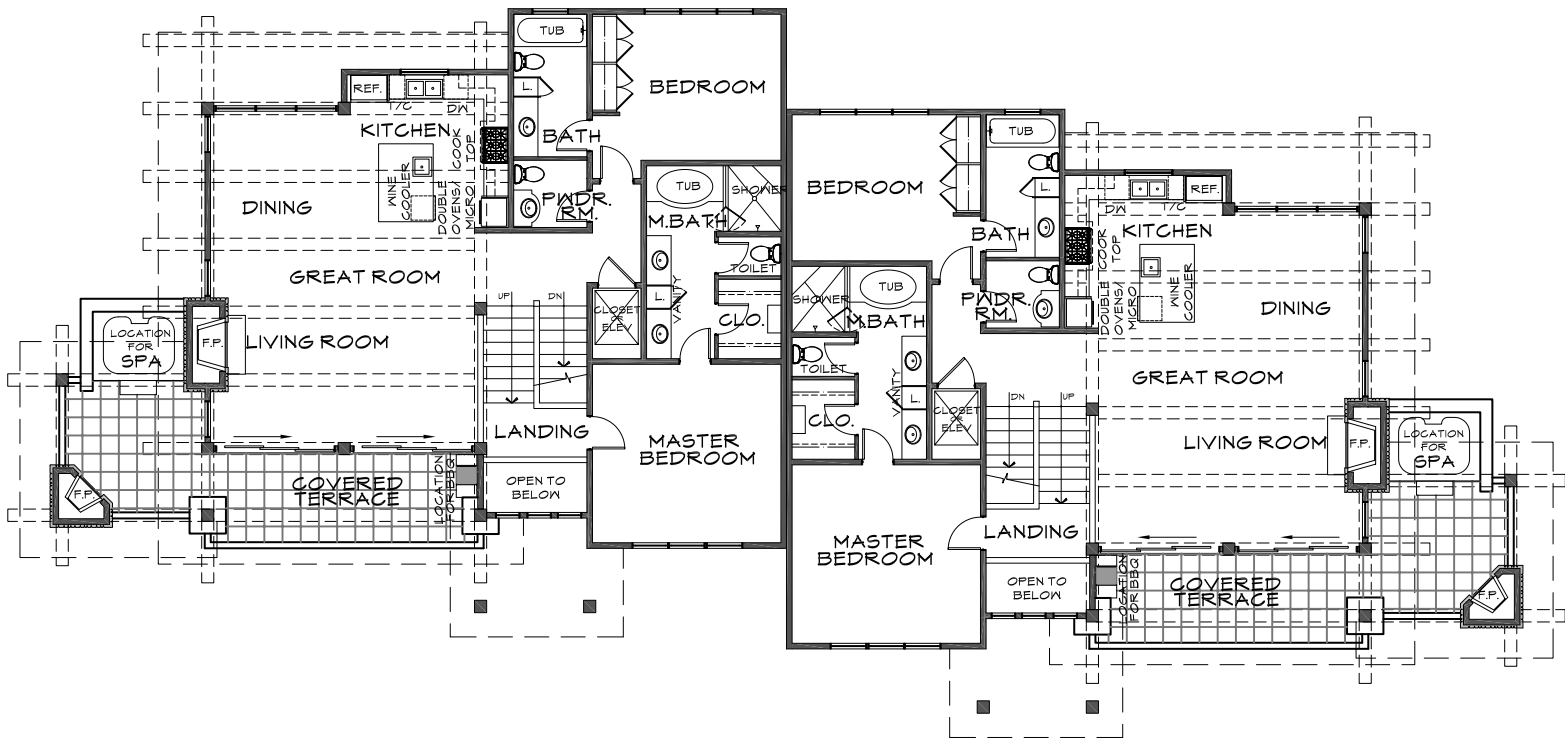 TUB
L.
BATH
BEDROOM
REF.
T/C
DW
KITCHEN
WINE
COOLER
DOUBLE
OVENS/ COOK
MICRO TOP
PWDR.
RM.
DINING
GREAT ROOM
LIVING ROOM
F.P.
LOCATION
FOR
SPA
TUB
SHOWER
M.BATH
TOILET
VANITY
L.
CLO.
CLOSET
OR
ELEV
UP
DN
LANDING
MASTER
BEDROOM
OPEN TO
BELOW
COVERED
TERRACE
LOCATION
FOR BBQ
F.P.
BEDROOM
TUB
L.
BATH
REF.
T/C
DW
KITCHEN
WINE
COOLER
DOUBLE COOK
OVENS/ TOP
MICRO
PWDR.
RM.
DINING
GREAT ROOM
LIVING ROOM
F.P.
LOCATION
FOR
SPA
SHOWER
TUB
M.BATH
TOILET
VANITY
L.
CLO.
CLOSET
OR
ELEV
DN
UP
LANDING
MASTER
BEDROOM
OPEN TO
BELOW
COVERED
TERRACE
LOCATION
FOR BBQ
F.P.